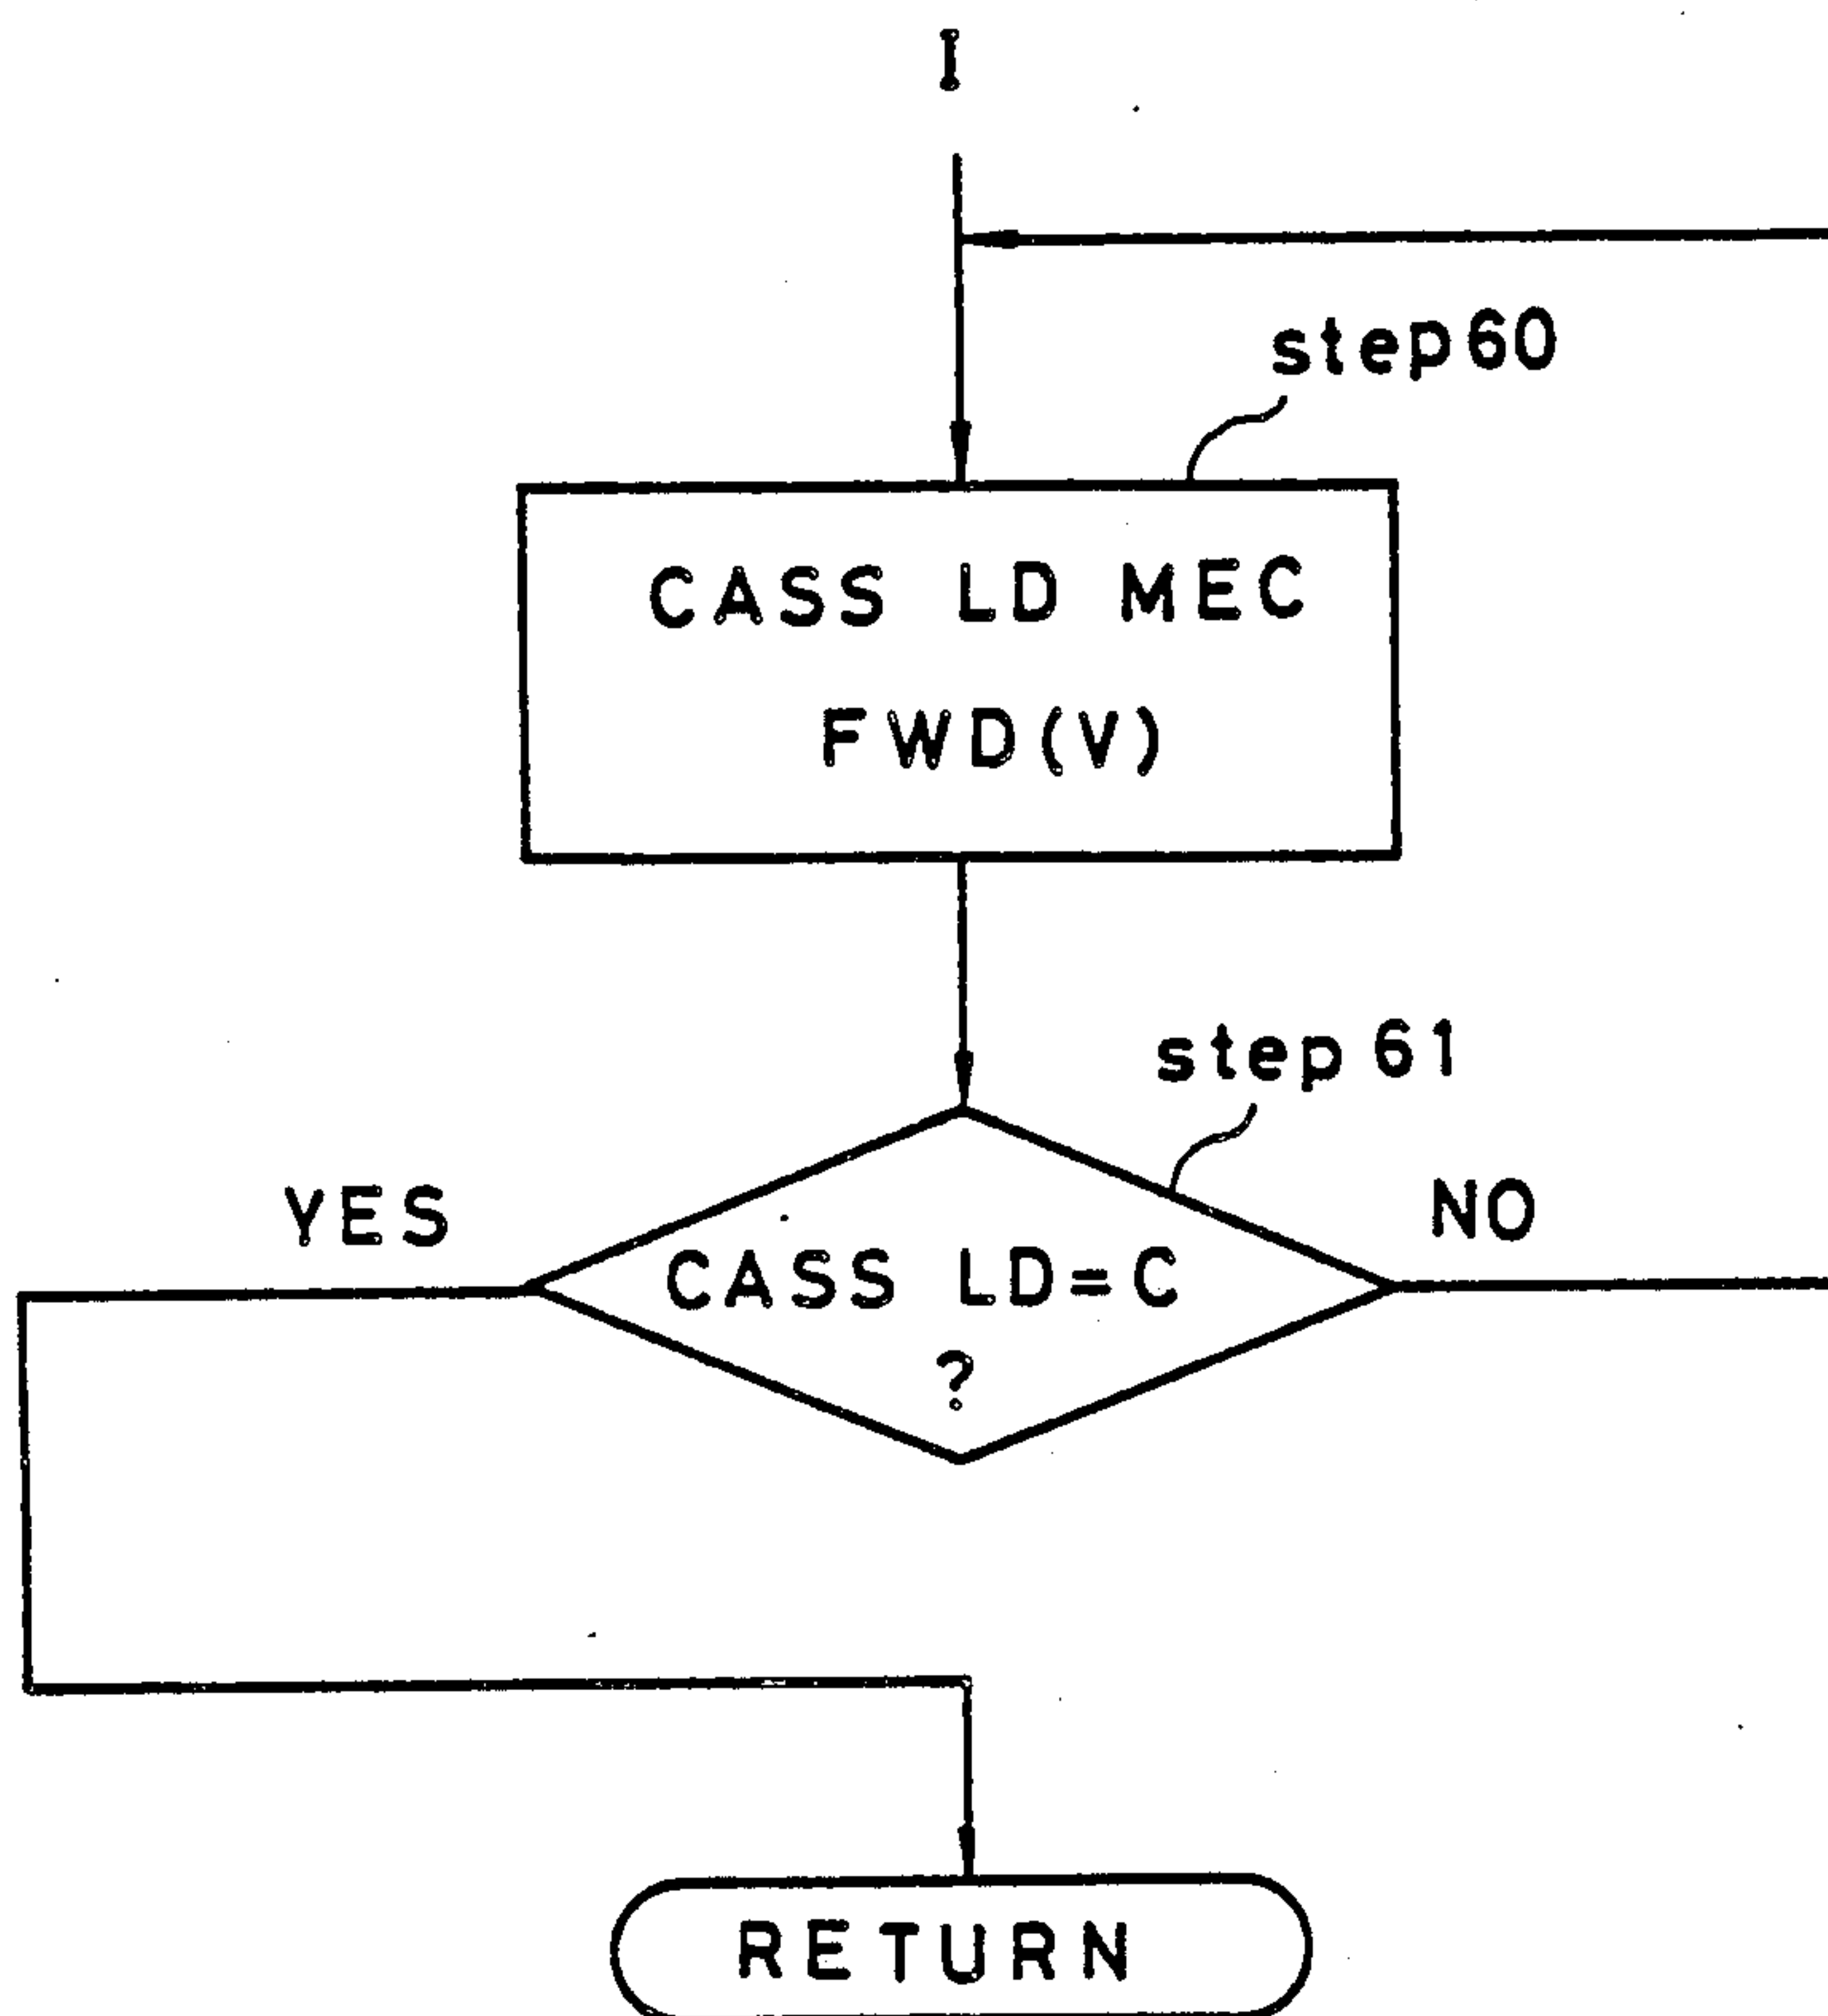 I
step60
CASS LD MEC
FWD(V)
step 61
YES
NO
CASS LD=C
?
RETURN